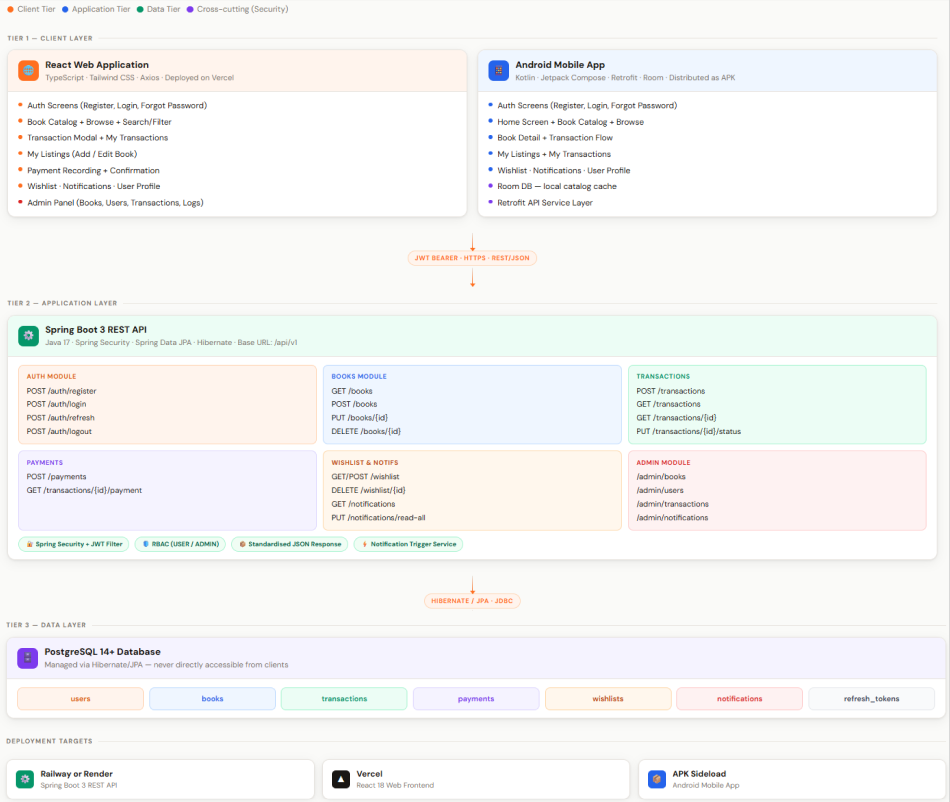 Client Tier Application Tier Data Tier Cross-cutting (Security)
TIER 1 — CLIENT LAYER
React Web Application
TypeScript · Tailwind CSS · Axios · Deployed on Vercel
Auth Screens (Register, Login, Forgot Password)
Book Catalog + Browse + Search/Filter
Transaction Modal + My Transactions
My Listings (Add / Edit Book)
Payment Recording + Confirmation
Wishlist · Notifications · User Profile
Admin Panel (Books, Users, Transactions, Logs)
Android Mobile App
Kotlin · Jetpack Compose · Retrofit · Room · Distributed as APK
Auth Screens (Register, Login, Forgot Password)
Home Screen + Book Catalog + Browse
Book Detail + Transaction Flow
My Listings + My Transactions
Wishlist · Notifications · User Profile
Room DB — local catalog cache
Retrofit API Service Layer
JWT BEARER · HTTPS · REST/JSON
TIER 2 — APPLICATION LAYER
Spring Boot 3 REST API
Java 17 · Spring Security · Spring Data JPA · Hibernate · Base URL: /api/v1
AUTH MODULE
POST /auth/register
POST /auth/login
POST /auth/refresh
POST /auth/logout
BOOKS MODULE
GET /books
POST /books
PUT /books/{id}
DELETE /books/{id}
TRANSACTIONS
POST /transactions
GET /transactions
GET /transactions/{id}
PUT /transactions/{id}/status
PAYMENTS
POST /payments
GET /transactions/{id}/payment
WISHLIST & NOTIFS
GET/POST /wishlist
DELETE /wishlist/{id}
GET /notifications
PUT /notifications/read-all
ADMIN MODULE
/admin/books
/admin/users
/admin/transactions
/admin/notifications
Spring Security + JWT Filter
RBAC (USER / ADMIN)
Standardised JSON Response
Notification Trigger Service
HIBERNATE / JPA · JDBC
TIER 3 — DATA LAYER
PostgreSQL 14+ Database
Managed via Hibernate/JPA — never directly accessible from clients
users
books
transactions
payments
wishlists
notifications
refresh_tokens
DEPLOYMENT TARGETS
Railway or Render
Spring Boot 3 REST API
Vercel
React 18 Web Frontend
APK Sideload
Android Mobile App